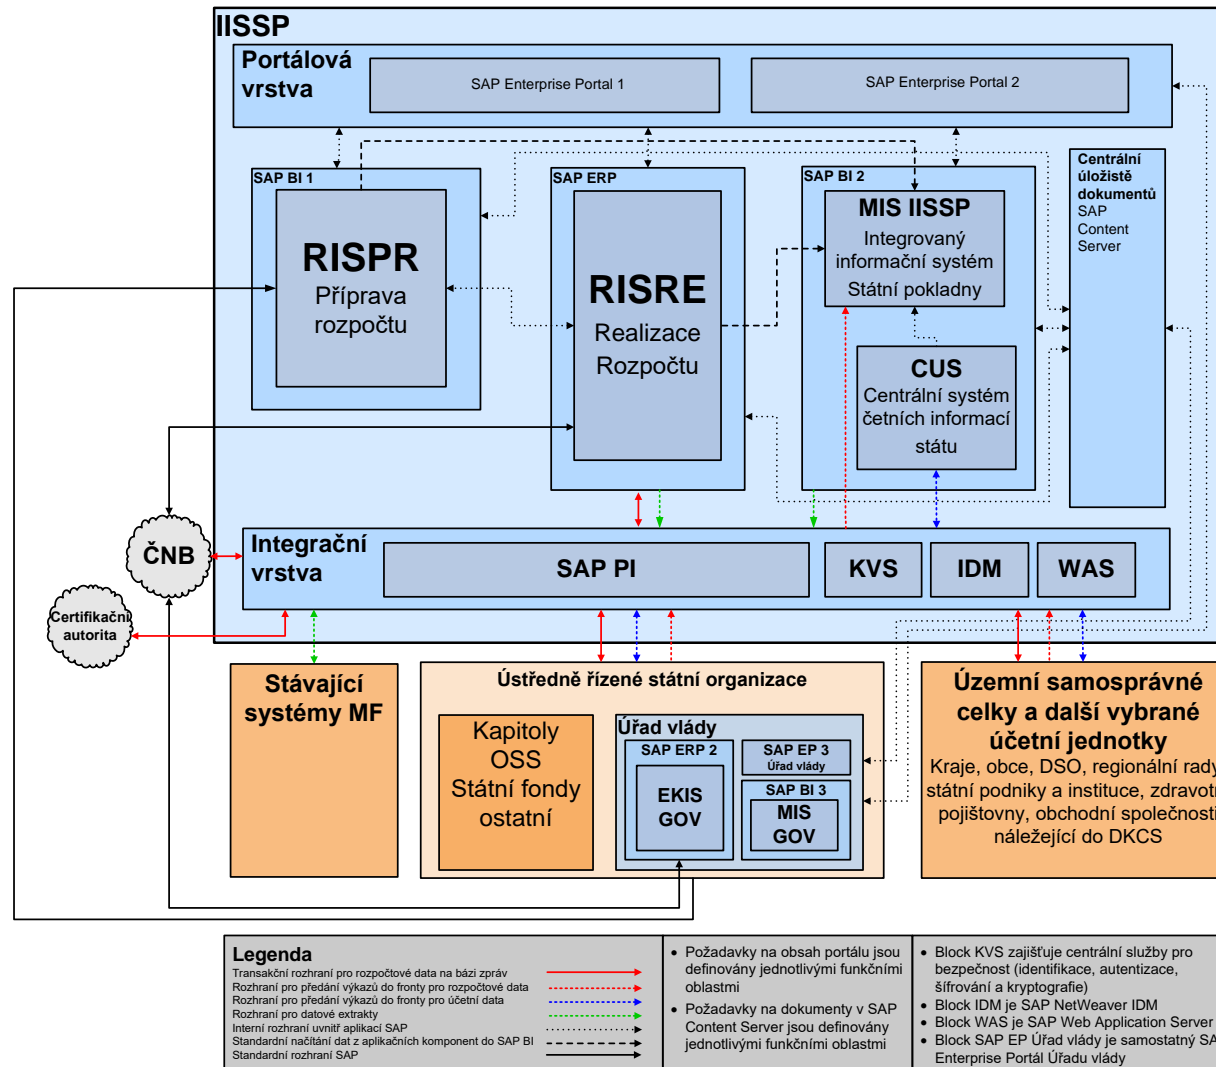 IISSP
Portálová
vrstva
SAP Enterprise Portal 1
SAP Enterprise Portal 2
SAP BI 1
RISPR
Příprava
rozpočtu
SAP ERP
RISRE
Realizace
Rozpočtu
SAP BI 2
MIS IISSP
Integrovaný
informační systém
Státní pokladny
CUS
Centrální systém
četních informací
státu
Centrální
úložistě
dokumentů
SAP
Content
Server
ČNB
Certifikační
autorita
Integrační
vrstva
SAP PI
KVS
IDM
WAS
Stávající
systémy MF
Ústředně řízené státní organizace
Kapitoly
OSS
Státní fondy
ostatní
Úřad vlády
SAP ERP 2
EKIS
GOV
SAP EP 3
Úřad vlády
SAP BI 3
MIS
GOV
Územní samosprávné
celky a další vybrané
účetní jednotky
Kraje, obce, DSO, regionální rady
státní podniky a instituce, zdravotn
pojištovny, obchodní společnosti
náležející do DKCS
Legenda
Transakční rozhraní pro rozpočtové data na bázi zpráv
Rozhraní pro předání výkazů do fronty pro rozpočtové data
Rozhraní pro předání výkazů do fronty pro účetní data
Rozhraní pro datové extrakty
Interní rozhraní uvnitř aplikací SAP
Standardní načítání dat z aplikačních komponent do SAP BI
Standardní rozhraní SAP
• Požadavky na obsah portálu jsou
definovány jednotlivými funkčními
oblastmi
• Požadavky na dokumenty v SAP
Content Server jsou definovány
jednotlivými funkčními oblastmi
• Block KVS zajišťuje centrální služby pro
bezpečnost (identifikace, autentizace,
šífrování a kryptografie)
• Block IDM je SAP NetWeaver IDM
• Block WAS je SAP Web Application Server
• Block SAP EP Úřad vlády je samostatný SA
Enterprise Portál Úřadu vlády